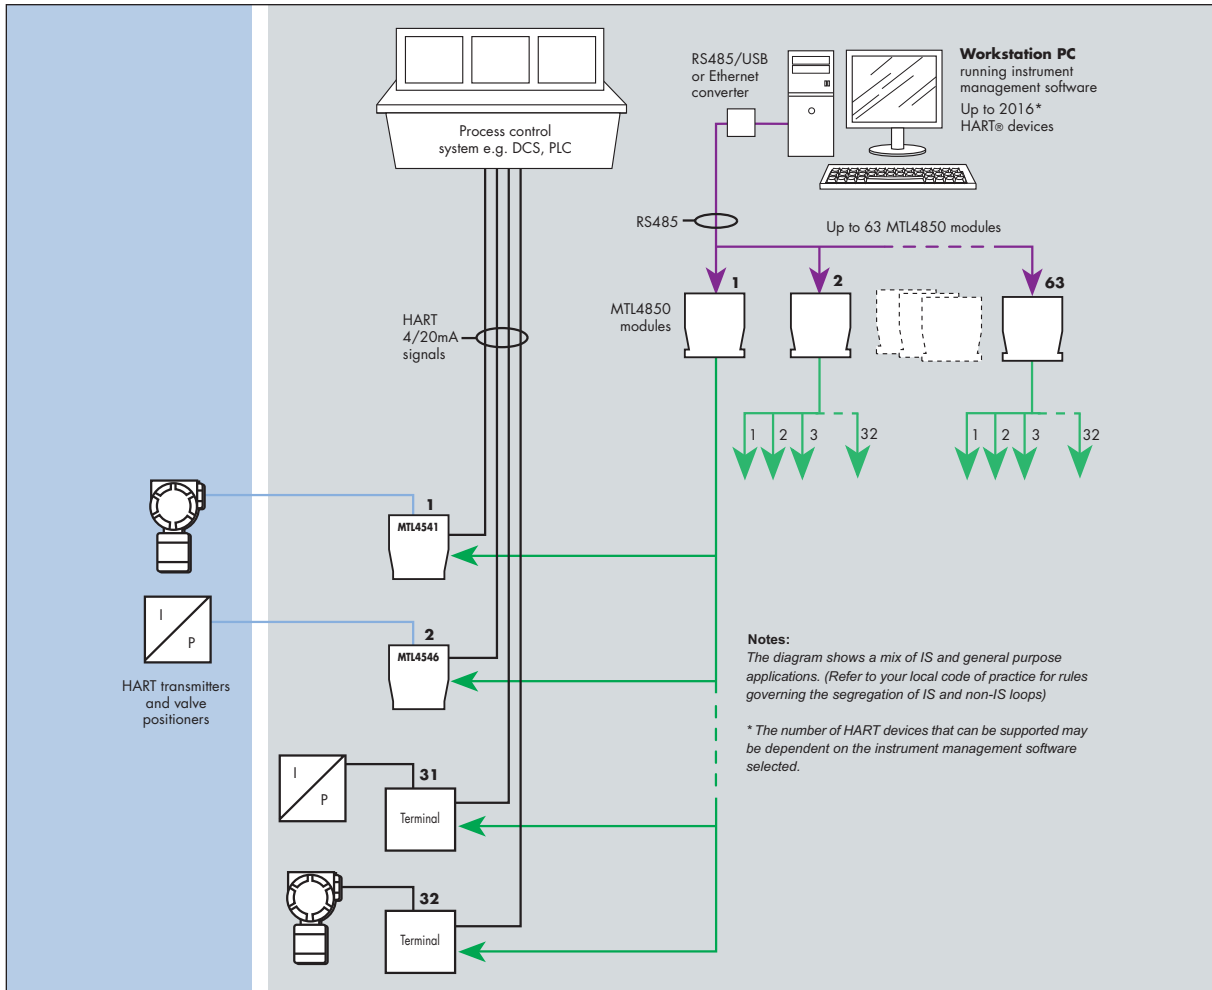 Process control
system e.g. DCS, PLC
RS485/USB
or Ethernet
converter
Workstation PC
running instrument
management software
Up to 2016*
HART® devices
RS485
Up to 63 MTL4850 modules
1
2
63
MTL4850
modules
HART
4/20mA
signals
1
2
3
32
1
2
3
32
1
MTL4541
2
MTL4546
I
P
HART transmitters
and valve
positioners
Notes:
The diagram shows a mix of IS and general purpose
applications. (Refer to your local code of practice for rules
governing the segregation of IS and non-IS loops)
* The number of HART devices that can be supported may
be dependent on the instrument management software
selected.
31
I
P
Terminal
32
Terminal